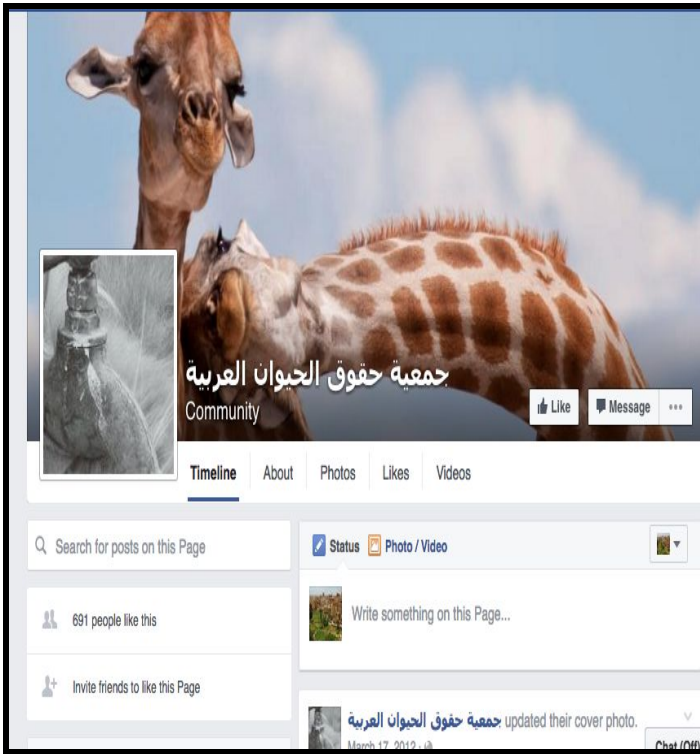 جمعية حقوق الحيوان العربية
Community
Like Message
Timeline About Photos Likes Videos
Search for posts on this Page
Status Photo / Video
Write something on this Page...
691 people like this
Invite friends to like this Page
جمعية حقوق الحيوان العربية updated their cover photo.
March 17, 2012
Chat (Off)